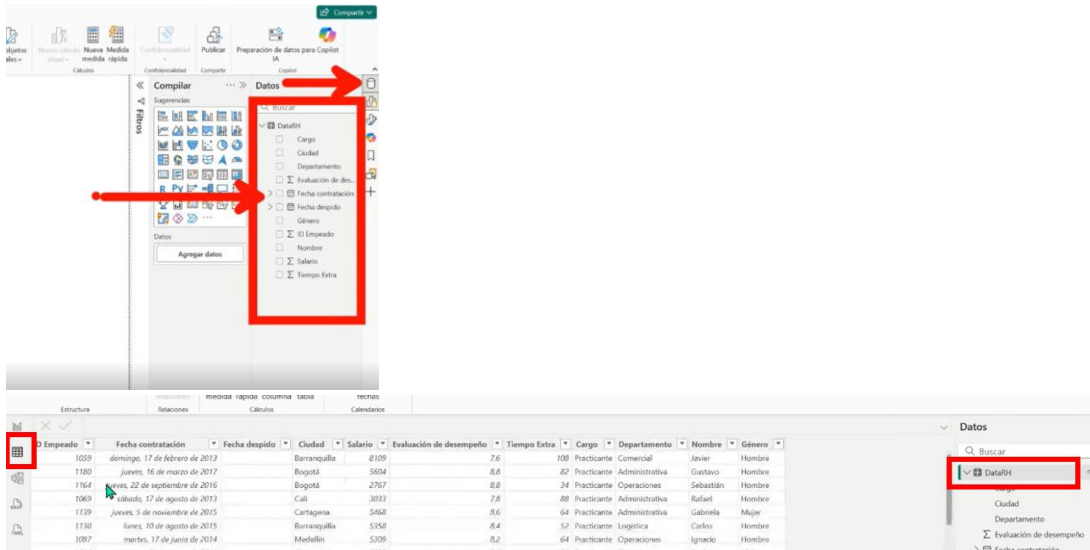 Compartir
objetos
ales
Nuevo cálculo visual
Nueva medida
Medida rápida
Confidencialidad
Publicar
Preparación de datos para Copilot
IA
Cálculos
Confidencialidad
Compartir
Copilot
Filtros
Compilar
Sugerencias
R Py
Datos
Agregar datos
Datos
Buscar
DataRH
Cargo
Ciudad
Departamento
Σ Evaluación de des...
Fecha contratación
Fecha despido
Género
Σ IO Empeado
Nombre
Σ Salario
Σ Tiempo Extra
relaciones medida rápida columna tabla fechas
Estructura Relaciones Cálculos Calendarios
Datos
Buscar
DataRH
Ciudad
Departamento
Σ Evaluación de desempeño
Fecha contratación
O Empeado Fecha contratación Fecha despido Ciudad Salario Evaluación de desempeño Tiempo Extra Cargo Departamento Nombre Género
1059 domingo, 17 de febrero de 2013 Barranquilla 8109 7,6 108 Practicante Comercial Javier Hombre
1180 jueves, 16 de marzo de 2017 Bogotá 5604 8,8 82 Practicante Administrativa Gustavo Hombre
1164 jueves, 22 de septiembre de 2016 Bogotá 2767 8,8 34 Practicante Operaciones Sebastián Hombre
1069 sábado, 17 de agosto de 2013 Cali 3033 7,8 88 Practicante Administrativa Rafael Hombre
1139 jueves, 5 de noviembre de 2015 Cartagena 5468 8,6 64 Practicante Administrativa Gabriela Mujer
1130 lunes, 10 de agosto de 2015 Barranquilla 5358 8,4 52 Practicante Logística Carlos Hombre
1097 martes, 17 de junio de 2014 Medellín 5309 8,2 64 Practicante Operaciones Ignacio Hombre